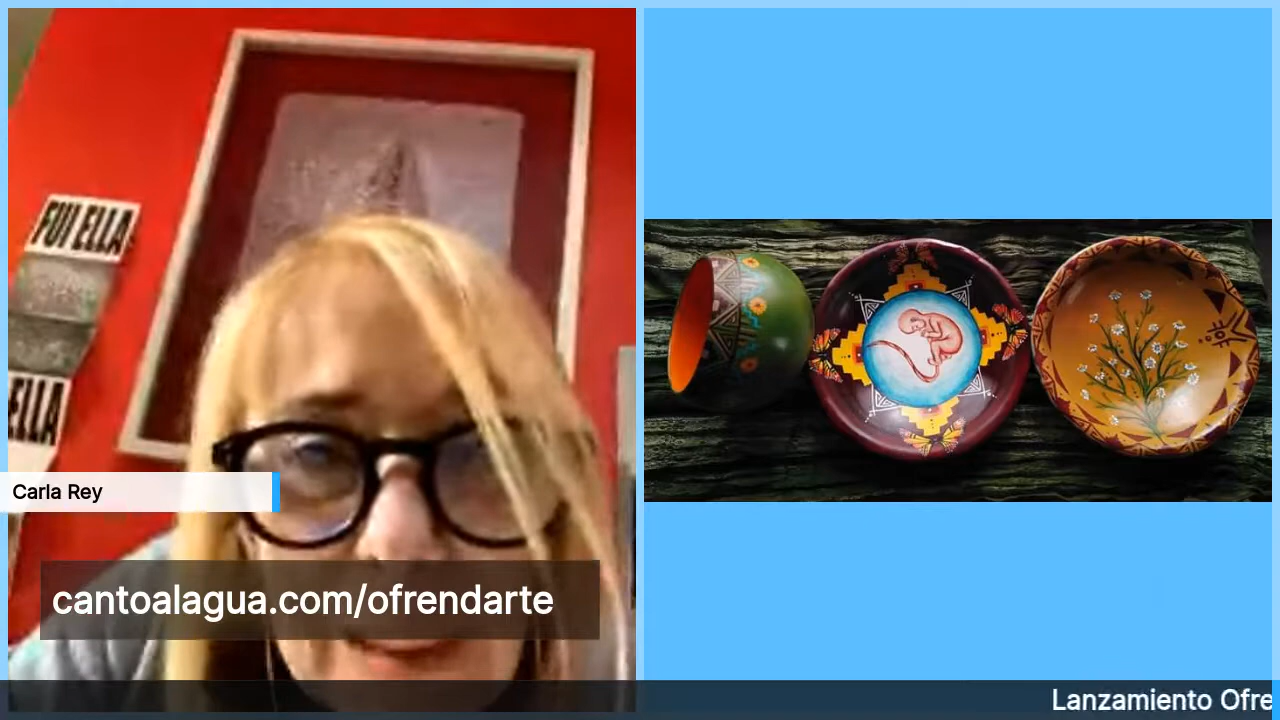 FUI ELLA
ELLA
Carla Rey
cantoalagua.com/ofrendarte
Lanzamiento Ofre